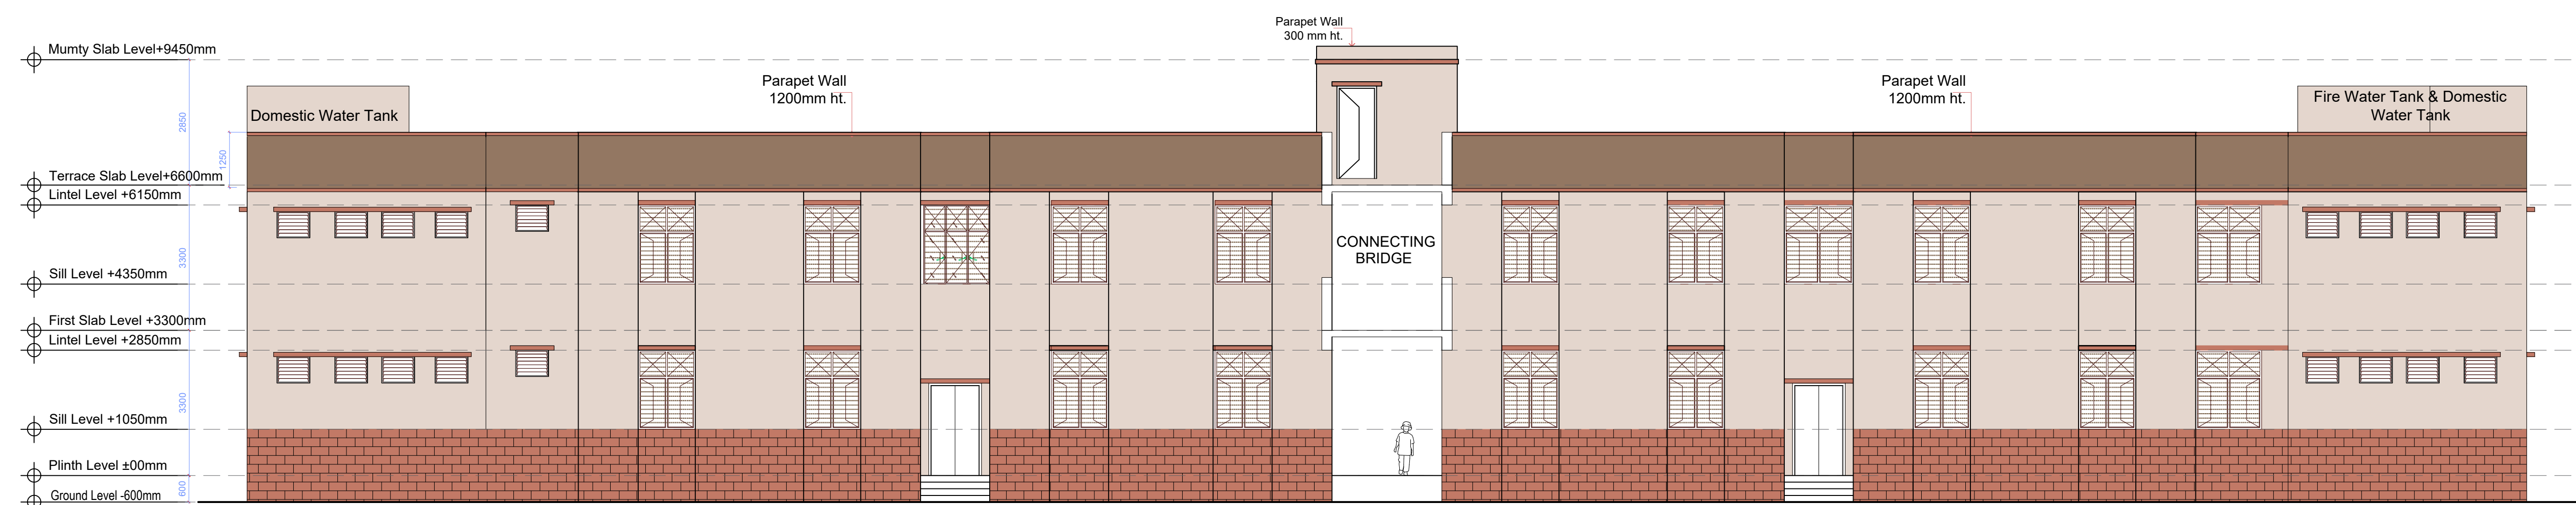 Parapet Wall
300 mm ht.
Mumty Slab Level+9450mm
Parapet Wall
1200mm ht.
Parapet Wall
1200mm ht.
Fire Water Tank & Domestic
Water Tank
Domestic Water Tank
2850
1250
Terrace Slab Level+6600mm
Lintel Level +6150mm
CONNECTING
BRIDGE
3300
Sill Level +4350mm
First Slab Level +3300mm
Lintel Level +2850mm
3300
Sill Level +1050mm
Plinth Level ±00mm
600
Ground Level -600mm